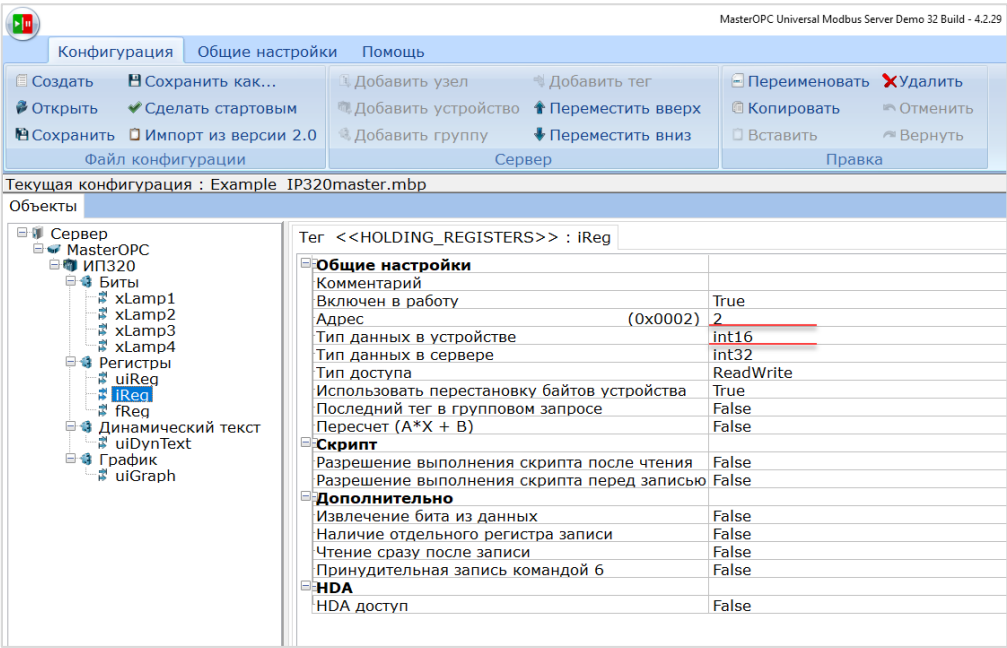 MasterOPC Universal Modbus Server Demo 32 Build - 4.2.29
Конфигурация Общие настройки Помощь
Создать Сохранить как... Добавить узел Добавить тег Переименовать Удалить
Открыть Сделать стартовым Добавить устройство Переместить вверх Копировать Отменить
Сохранить Импорт из версии 2.0 Добавить группу Переместить вниз Вставить Вернуть
Файл конфигурации Сервер Правка
Текущая конфигурация : Example_IP320master.mbp
Объекты
Сервер
MasterOPC
ИП320
Биты
xLamp1
xLamp2
xLamp3
xLamp4
Регистры
uiReg
iReg
fReg
Динамический текст
uiDynText
График
uiGraph
Тег <<HOLDING_REGISTERS>> : iReg
Общие настройки
Комментарий
Включен в работу True
Адрес (0x0002) 2
Тип данных в устройстве int16
Тип данных в сервере int32
Тип доступа ReadWrite
Использовать перестановку байтов устройства True
Последний тег в групповом запросе False
Пересчет (A*X + B) False
Скрипт
Разрешение выполнения скрипта после чтения False
Разрешение выполнения скрипта перед записью False
Дополнительно
Извлечение бита из данных False
Наличие отдельного регистра записи False
Чтение сразу после записи False
Принудительная запись командой 6 False
HDA
HDA доступ False